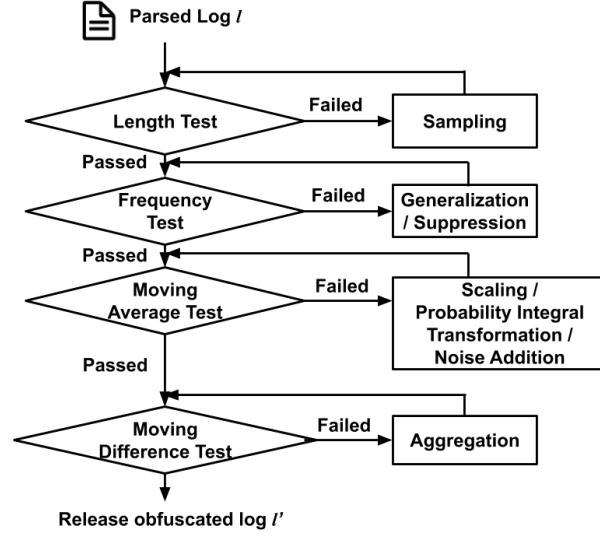 Parsed Log l
Failed
Length Test
Sampling
Passed
Failed
Frequency
Test
Generalization
/ Suppression
Passed
Failed
Moving
Average Test
Scaling /
Probability Integral
Transformation /
Noise Addition
Passed
Failed
Moving
Difference Test
Aggregation
Release obfuscated log l’